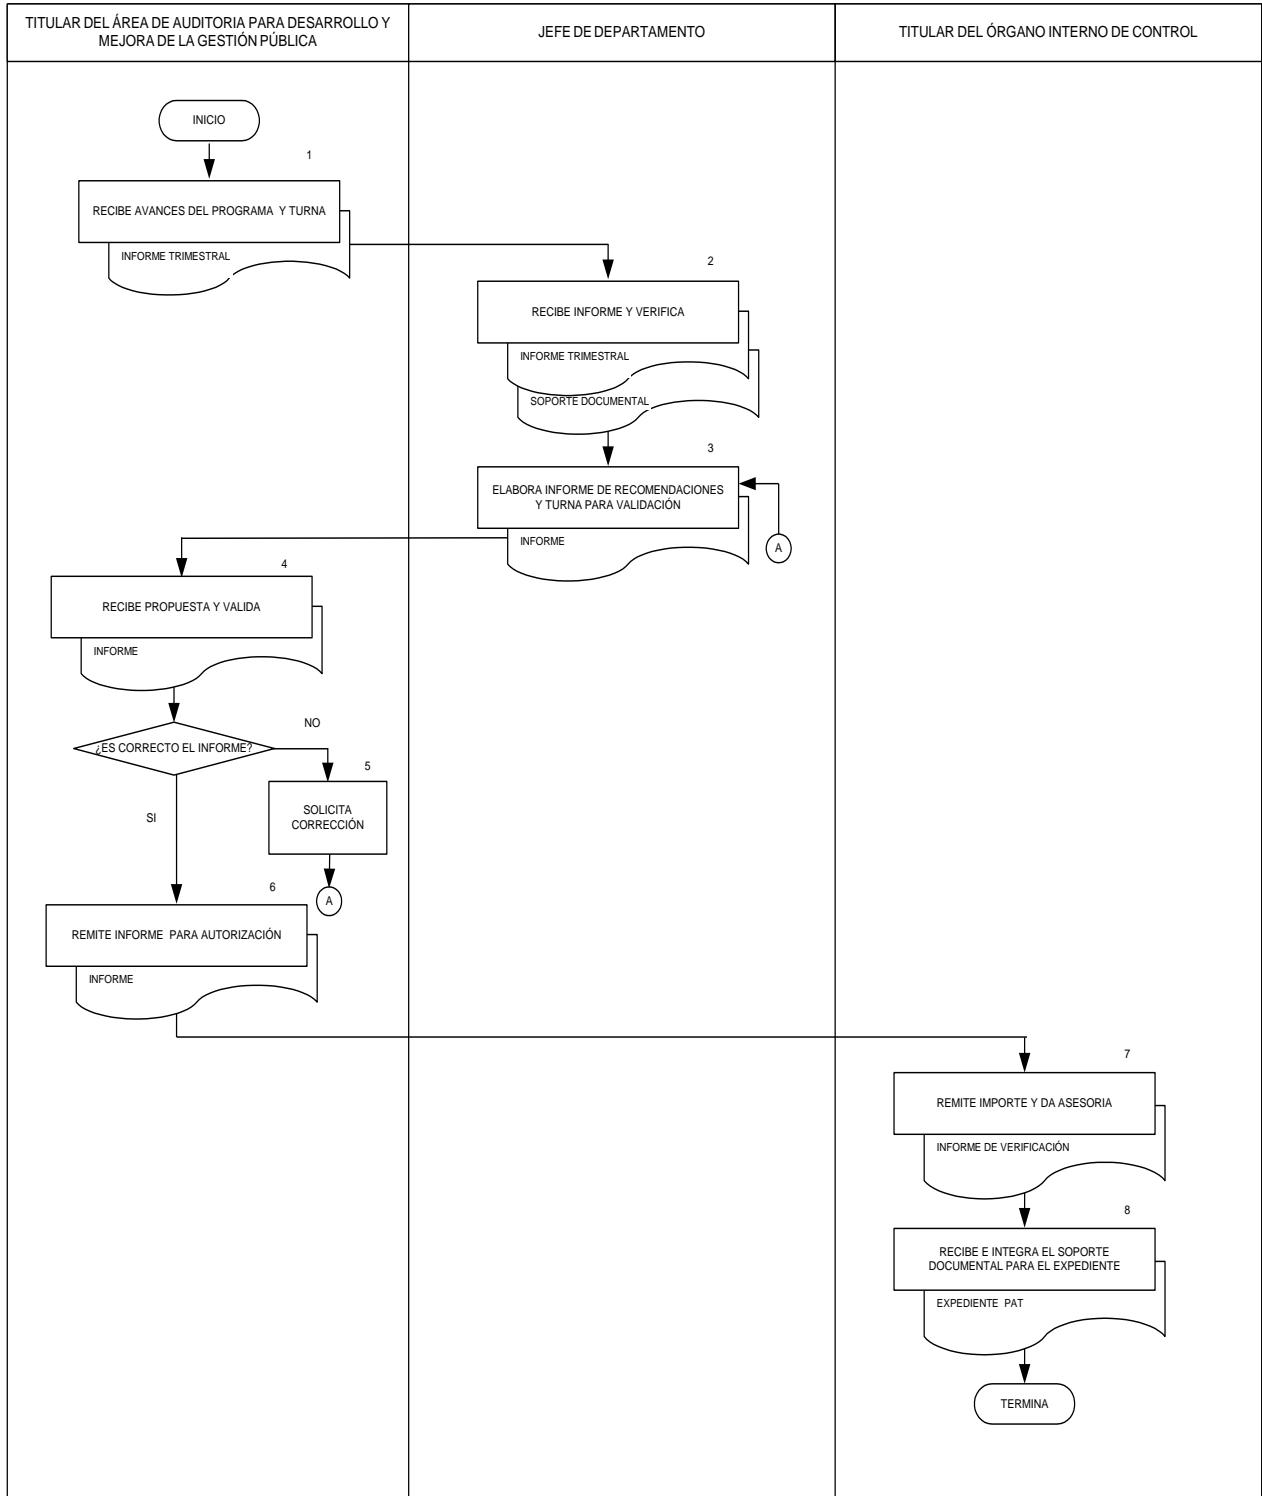 TITULAR DEL ÁREA DE AUDITORIA PARA DESARROLLO Y
MEJORA DE LA GESTIÓN PÚBLICA
JEFE DE DEPARTAMENTO
TITULAR DEL ÓRGANO INTERNO DE CONTROL
INICIO
1
RECIBE AVANCES DEL PROGRAMA Y TURNA
INFORME TRIMESTRAL
2
RECIBE INFORME Y VERIFICA
INFORME TRIMESTRAL
SOPORTE DOCUMENTAL
3
ELABORA INFORME DE RECOMENDACIONES
Y TURNA PARA VALIDACIÓN
INFORME
A
4
RECIBE PROPUESTA Y VALIDA
INFORME
¿ES CORRECTO EL INFORME?
NO
5
SOLICITA
CORRECCIÓN
A
SI
6
REMITE INFORME PARA AUTORIZACIÓN
INFORME
7
REMITE IMPORTE Y DA ASESORIA
INFORME DE VERIFICACIÓN
8
RECIBE E INTEGRA EL SOPORTE
DOCUMENTAL PARA EL EXPEDIENTE
EXPEDIENTE PAT
TERMINA